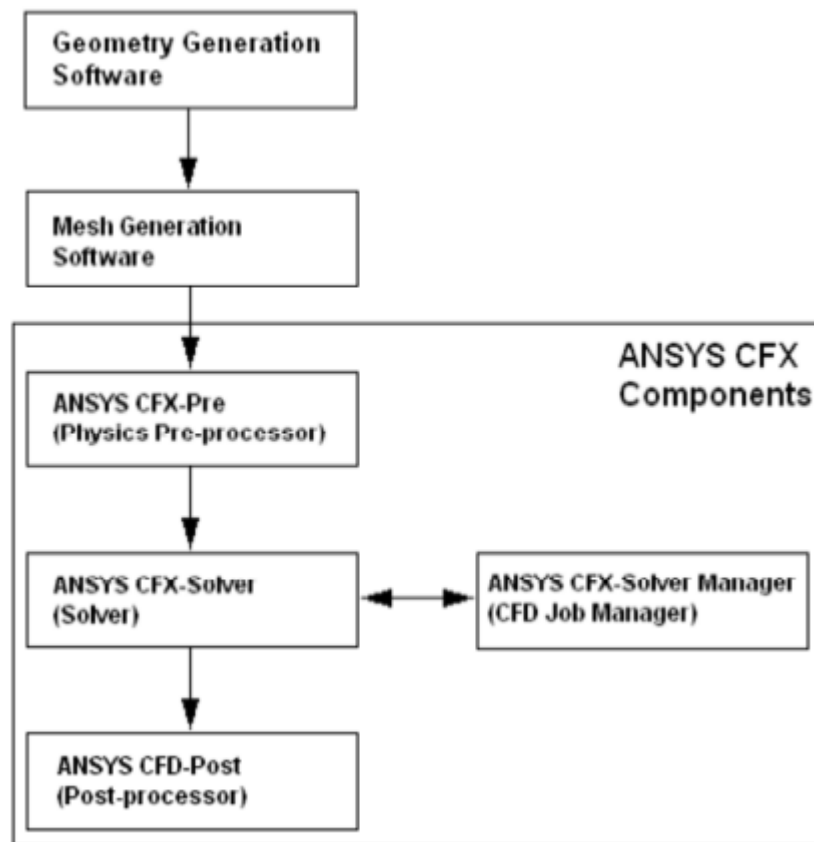 Geometry Generation
Software
Mesh Generation
Software
ANSYS CFX
Components
ANSYS CFX-Pre
(Physics Pre-processor)
ANSYS CFX-Solver
(Solver)
ANSYS CFX-Solver Manager
(CFD Job Manager)
ANSYS CFD-Post
(Post-processor)